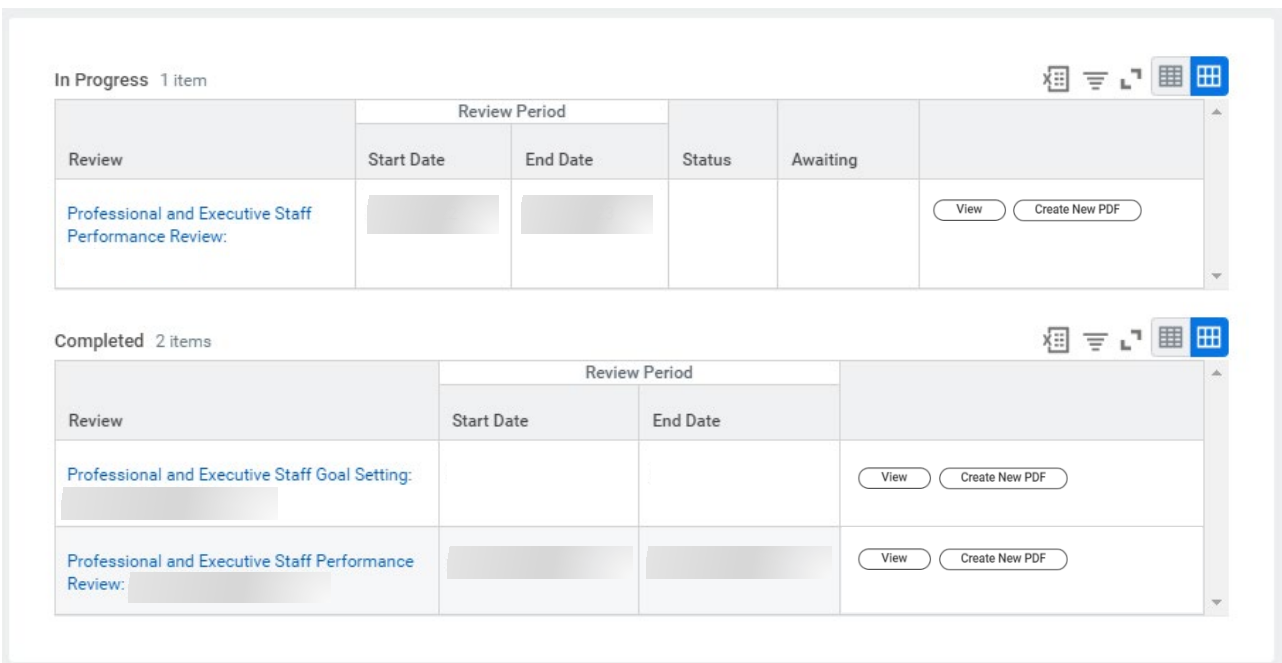 In Progress 1 item
Review Period
Review Start Date End Date Status Awaiting
Professional and Executive Staff
Performance Review:
View Create New PDF
Completed 2 items
Review Period
Review Start Date End Date
Professional and Executive Staff Goal Setting:
View Create New PDF
Professional and Executive Staff Performance
Review:
View Create New PDF